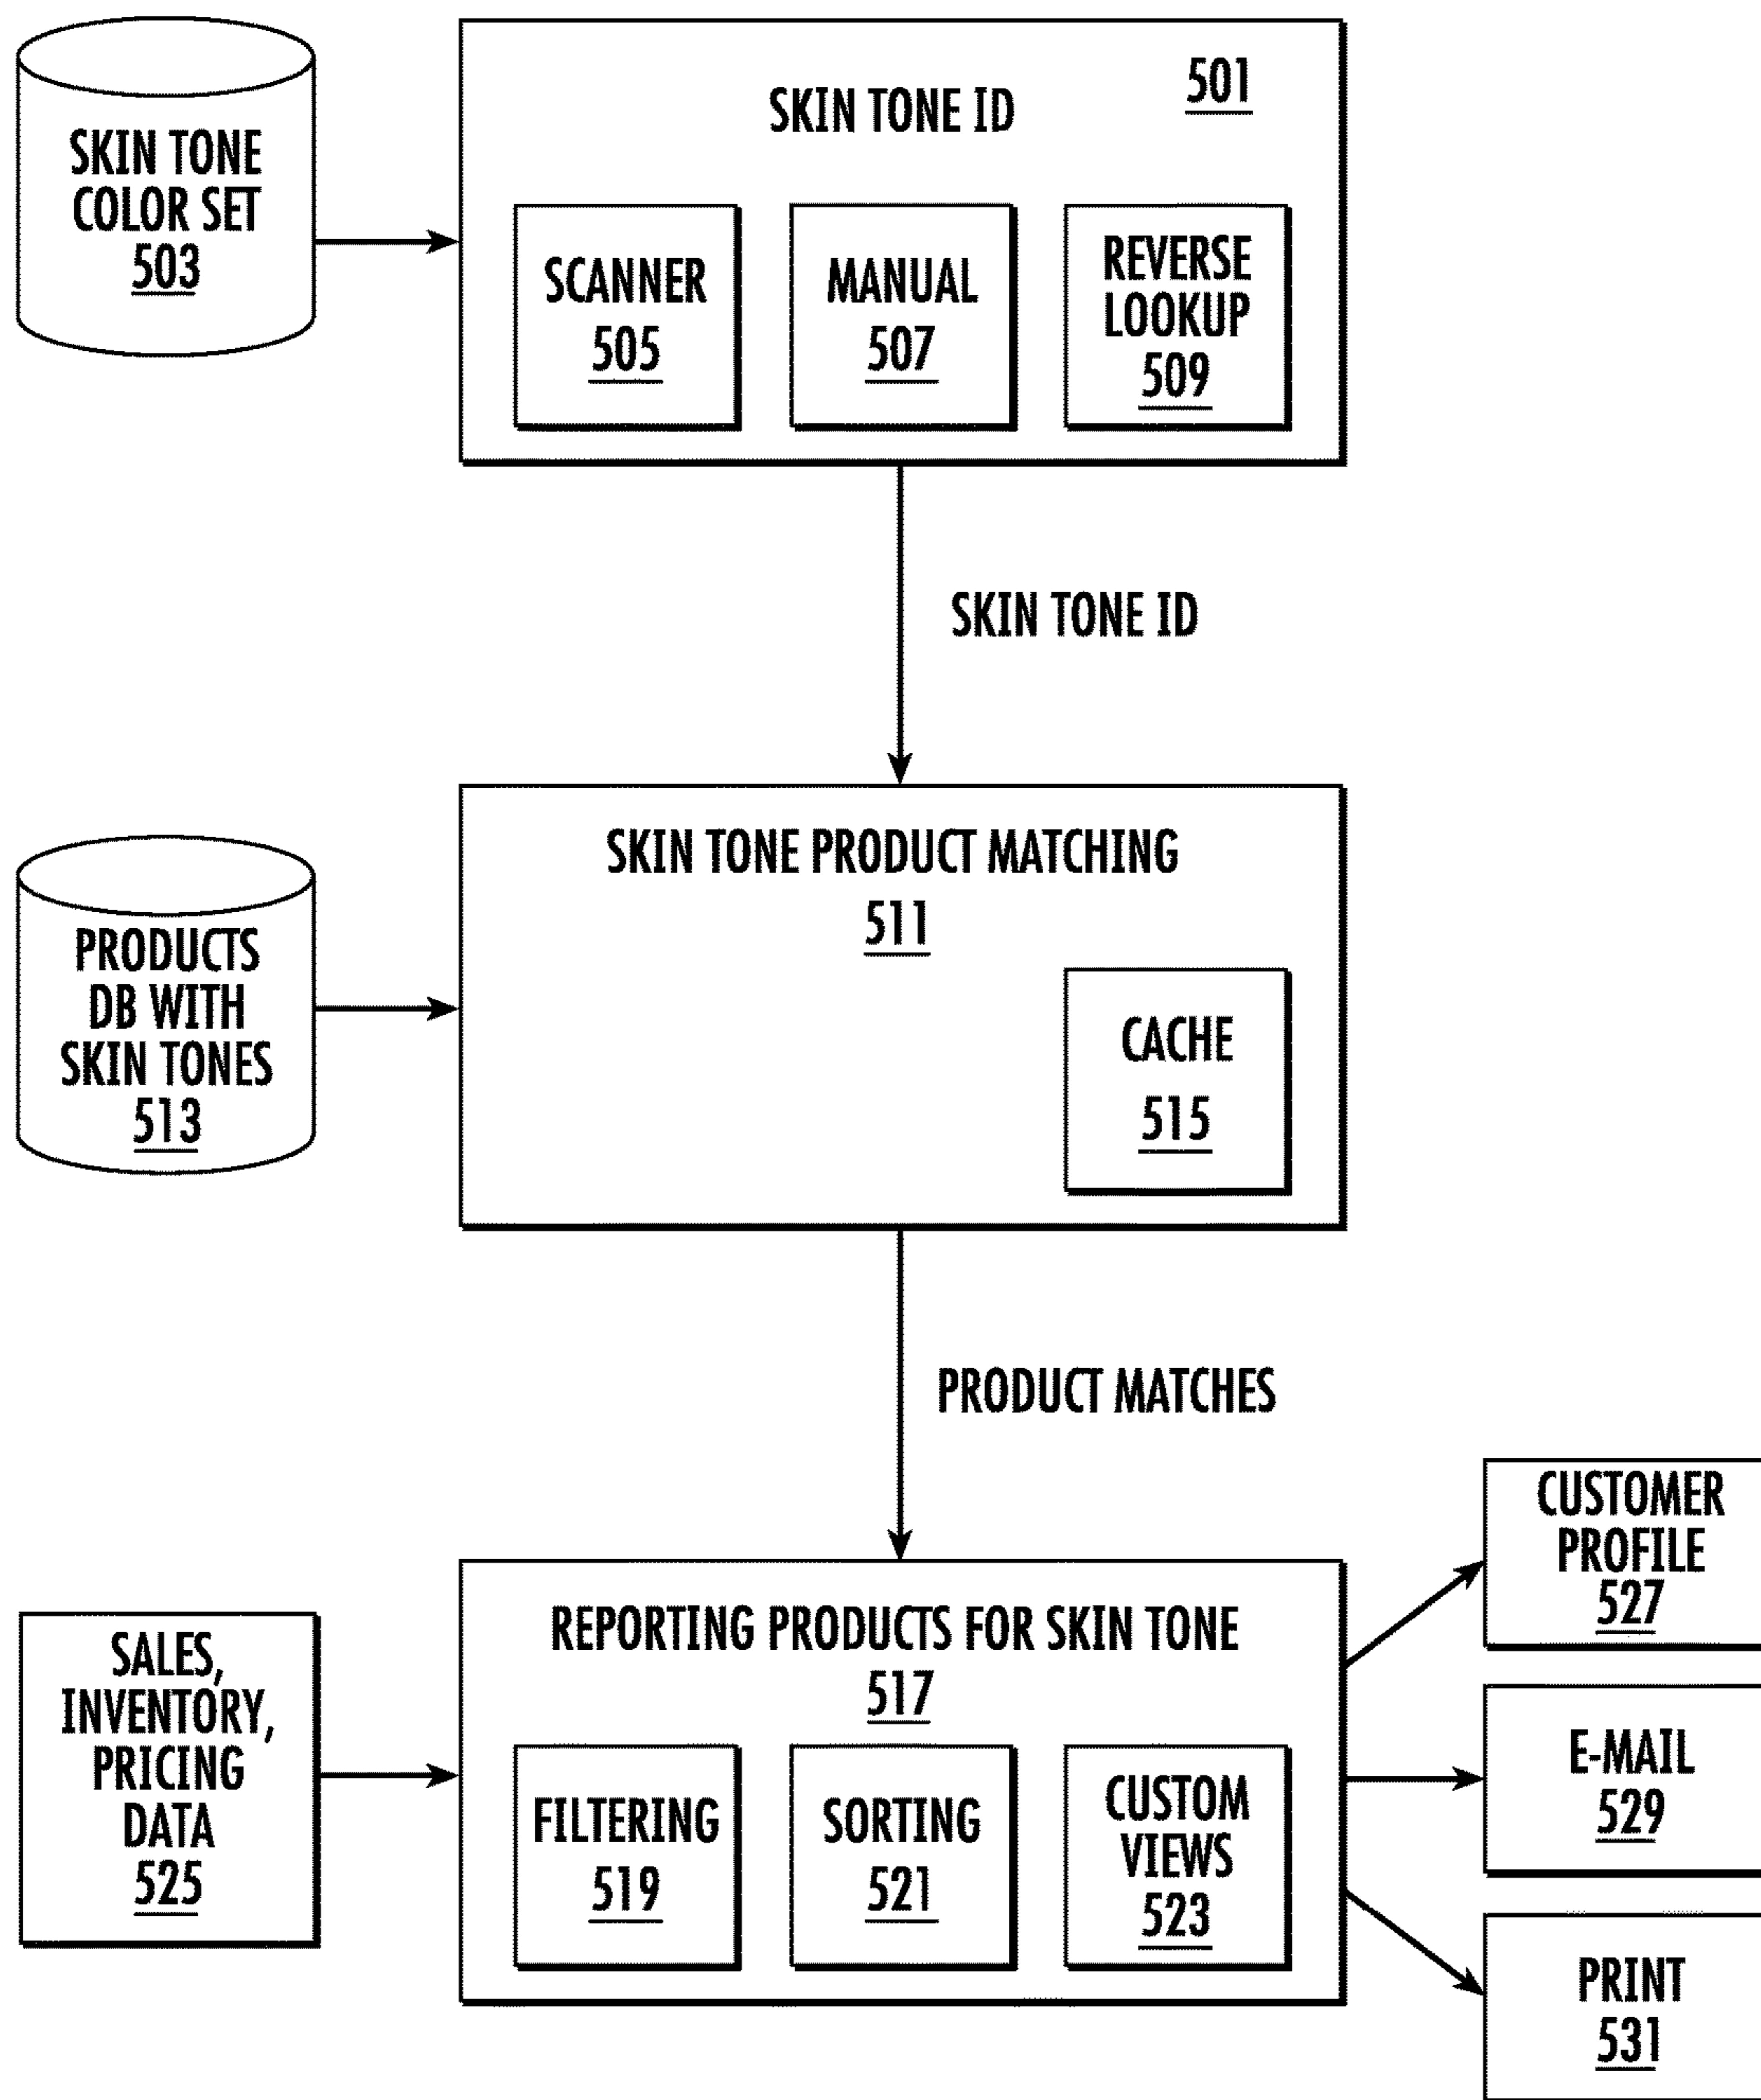 SKIN TONE
COLOR SET
503
SKIN TONE ID
501
SCANNER
505
MANUAL
507
REVERSE
LOOKUP
509
SKIN TONE ID
SKIN TONE PRODUCT MATCHING
511
PRODUCTS
DB WITH
SKIN TONES
513
CACHE
515
PRODUCT MATCHES
REPORTING PRODUCTS FOR SKIN TONE
517
SALES,
INVENTORY,
PRICING
DATA
525
FILTERING
519
SORTING
521
CUSTOM
VIEWS
523
CUSTOMER
PROFILE
527
E-MAIL
529
PRINT
531